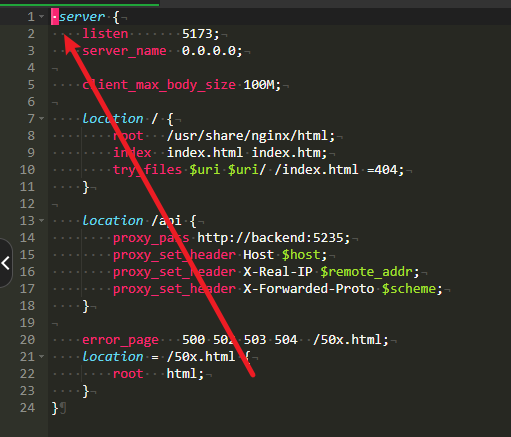 1 server {
2     listen       5173;
3     server_name 0.0.0.0;
4
5     client_max_body_size 100M;
6
7     location / {
8         root   /usr/share/nginx/html;
9         index  index.html index.htm;
10         try_files $uri $uri/ /index.html =404;
11     }
12
13     location /api {
14         proxy_pass http://backend:5235;
15         proxy_set_header Host $host;
16         proxy_set_header X-Real-IP $remote_addr;
17         proxy_set_header X-Forwarded-Proto $scheme;
18     }
19
20     error_page   500 502 503 504  /50x.html;
21     location = /50x.html {
22         root   html;
23     }
24 }